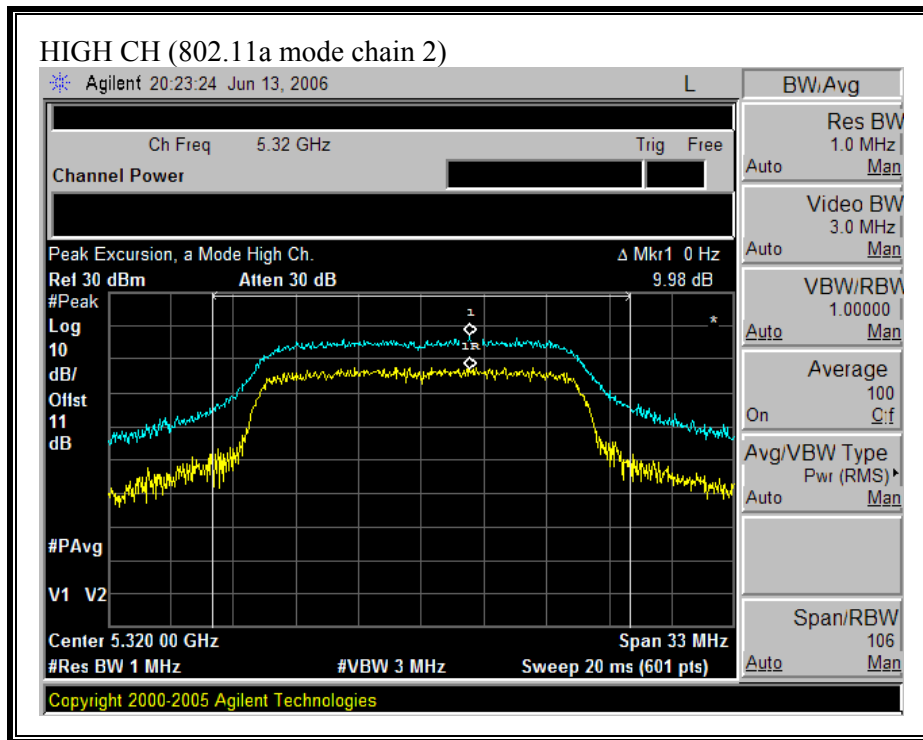 HIGH CH (802.11a mode chain 2)
Agilent 20:23:24 Jun 13, 2006 L
BW/Avg
Ch Freq 5.32 GHz Trig Free
Channel Power
Res BW
1.0 MHz
Auto Man
Video BW
3.0 MHz
Auto Man
Peak Excursion, a Mode High Ch. Δ Mkr1 0 Hz
Ref 30 dBm Atten 30 dB 9.98 dB
#Peak
Log
10
dB/
Offst
11
dB
1
1R
*
#PAvg
V1 V2
VBW/RBW
1.00000
Auto Man
Average
100
On Off
Avg/VBW Type
Pwr (RMS)
Auto Man
Span/RBW
106
Auto Man
Center 5.320 00 GHz Span 33 MHz
#Res BW 1 MHz #VBW 3 MHz Sweep 20 ms (601 pts)
Copyright 2000-2005 Agilent Technologies